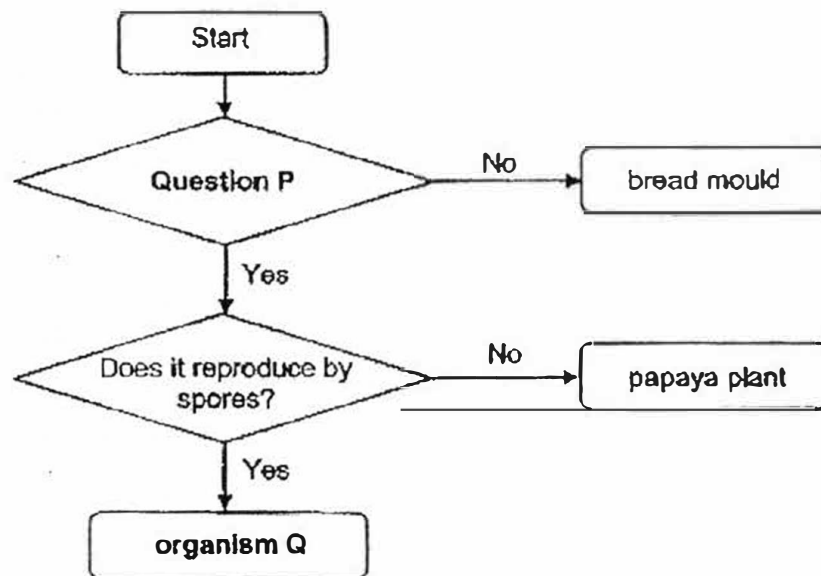 Start
Question P
No
bread mould
Yes
Does it reproduce by
spores?
No
papaya plant
Yes
organism Q